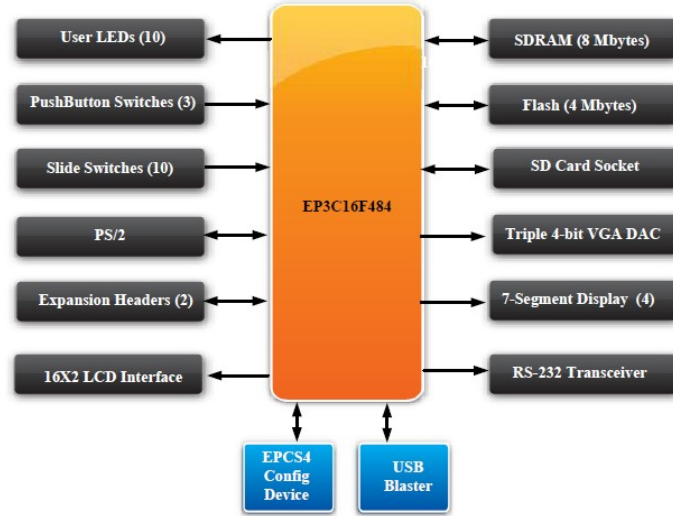 User LEDs (10)
PushButton Switches (3)
Slide Switches (10)
PS/2
Expansion Headers (2)
16X2 LCD Interface
EP3C16F484
SDRAM (8 Mbytes)
Flash (4 Mbytes)
SD Card Socket
Triple 4-bit VGA DAC
7-Segment Display (4)
RS-232 Transceiver
EPCS4
Config
Device
USB
Blaster